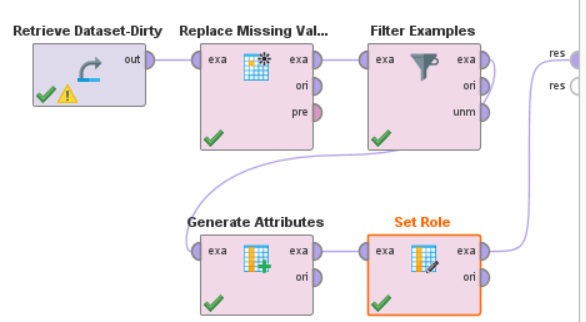 Retrieve Dataset-Dirty
out
Replace Missing Val...
exa
exa
ori
pre
Filter Examples
exa
exa
ori
unm
res
res
Generate Attributes
exa
exa
ori
Set Role
exa
exa
ori